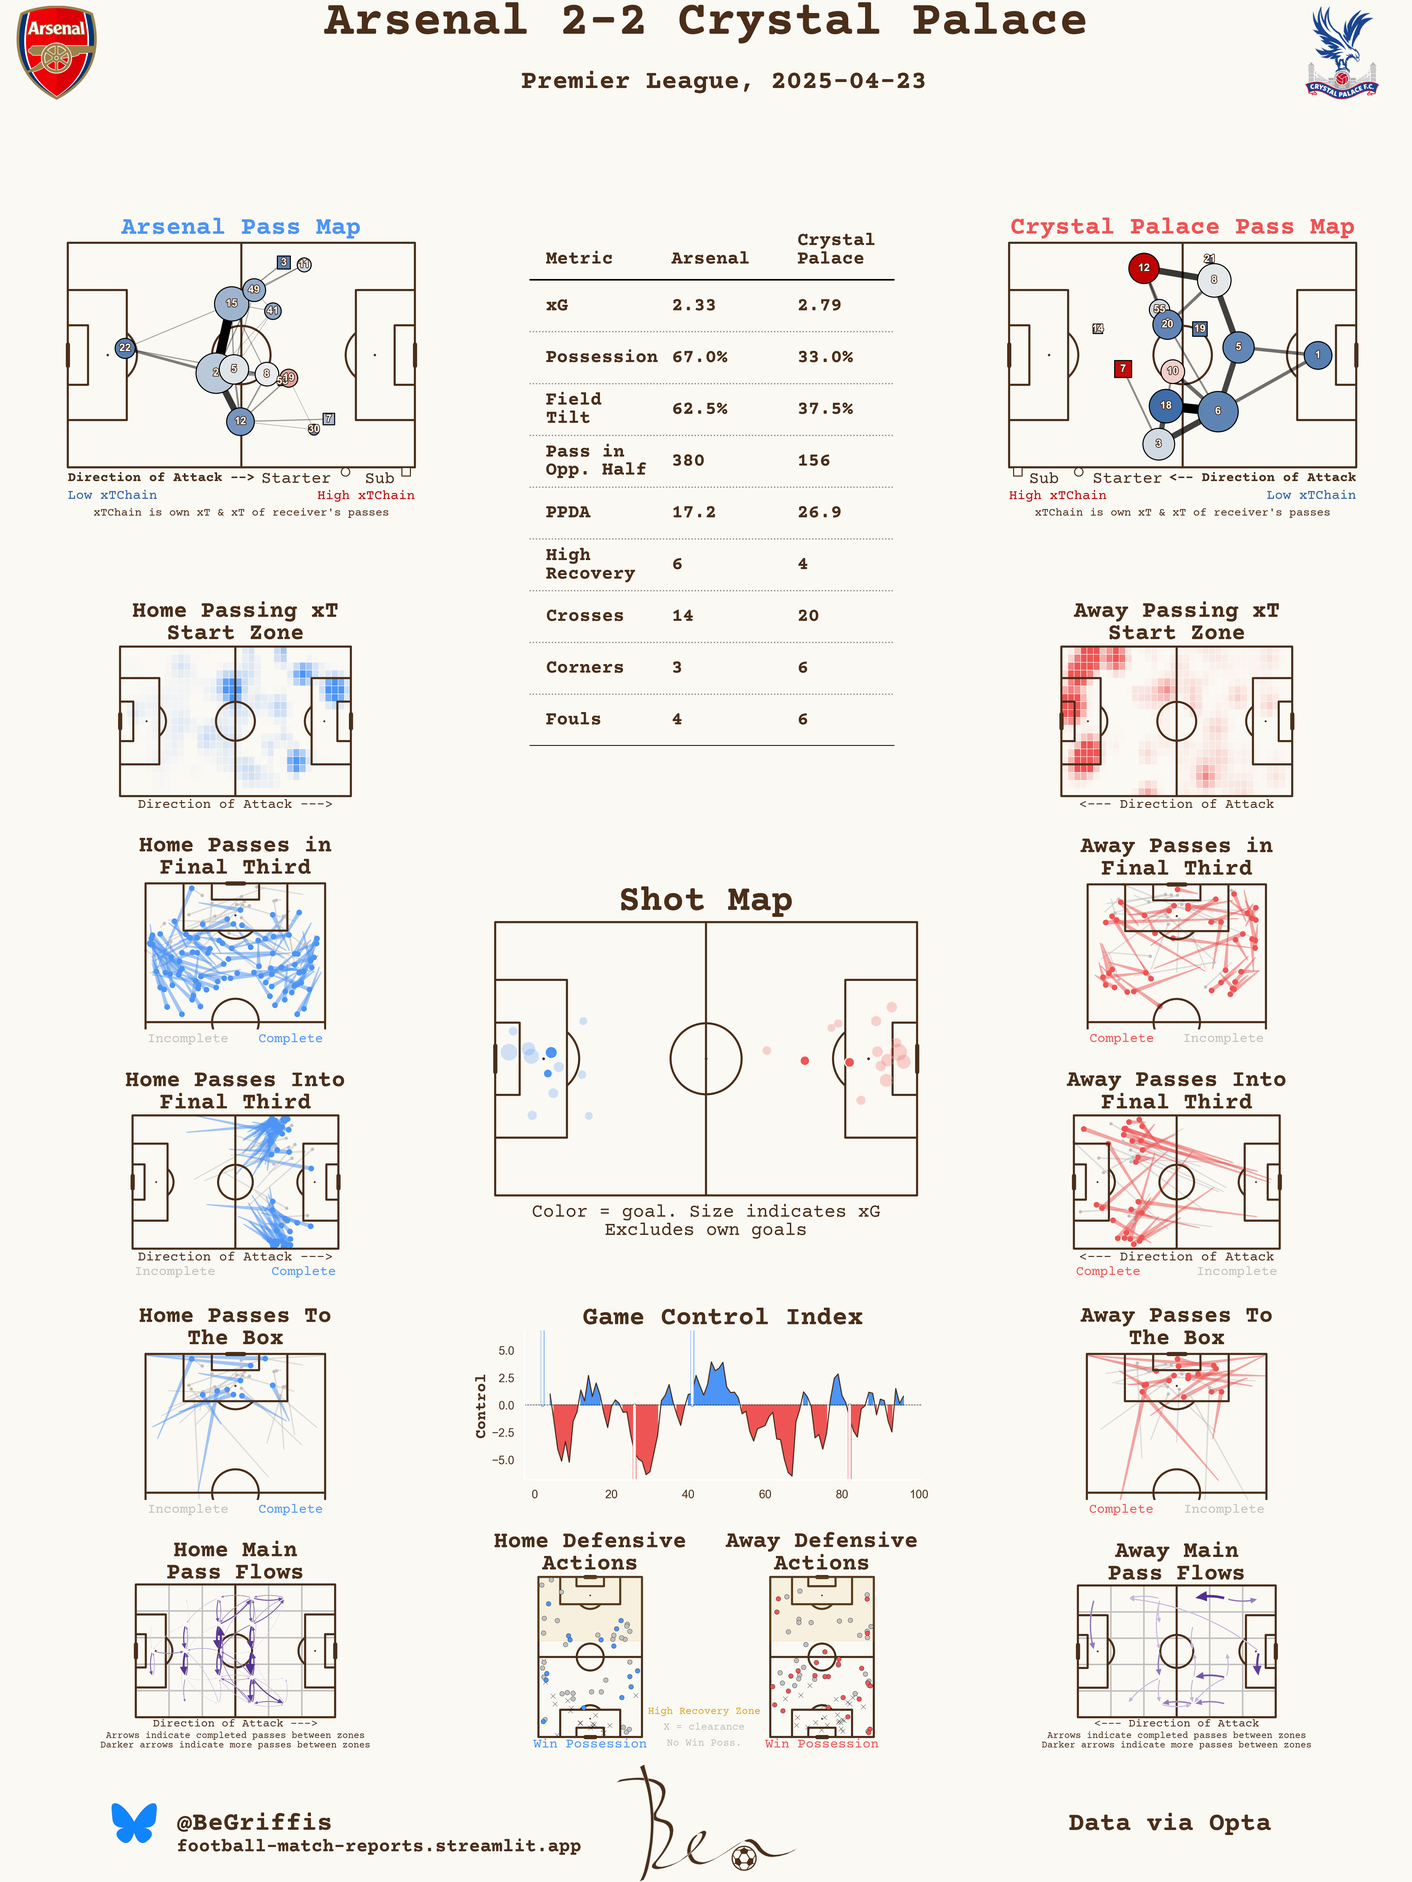 Arsenal 2-2 Crystal Palace
Premier League, 2025-04-23
Arsenal
CRYSTAL PALACE F.C.
Arsenal Pass Map
3
11
49
15
41
22
2
5
8
19
12
7
30
Direction of Attack --> Starter Sub
Low xTChain High xTChain
xTChain is own xT & xT of receiver's passes
Metric Arsenal Crystal Palace
xG 2.33 2.79
Possession 67.0% 33.0%
Field Tilt 62.5% 37.5%
Pass in Opp. Half 380 156
PPDA 17.2 26.9
High Recovery 6 4
Crosses 14 20
Corners 3 6
Fouls 4 6
Crystal Palace Pass Map
12
21
8
55
20
14
19
5
1
7
10
18
6
3
Sub Starter <-- Direction of Attack
High xTChain Low xTChain
xTChain is own xT & xT of receiver's passes
Home Passing xT
Start Zone
Direction of Attack --->
Away Passing xT
Start Zone
<--- Direction of Attack
Home Passes in
Final Third
Incomplete Complete
Away Passes in
Final Third
Complete Incomplete
Shot Map
Color = goal. Size indicates xG
Excludes own goals
Home Passes Into
Final Third
Direction of Attack --->
Incomplete Complete
Away Passes Into
Final Third
<--- Direction of Attack
Complete Incomplete
Home Passes To
The Box
Incomplete Complete
Game Control Index
Control
5.0
2.5
0.0
−2.5
−5.0
0 20 40 60 80 100
Away Passes To
The Box
Complete Incomplete
Home Main
Pass Flows
Direction of Attack --->
Arrows indicate completed passes between zones
Darker arrows indicate more passes between zones
Home Defensive
Actions
Win Possession
Away Defensive
Actions
Win Possession
High Recovery Zone
X = clearance
No Win Poss.
Away Main
Pass Flows
<--- Direction of Attack
Arrows indicate completed passes between zones
Darker arrows indicate more passes between zones
@BeGriffis
football-match-reports.streamlit.app
Ben
Data via Opta